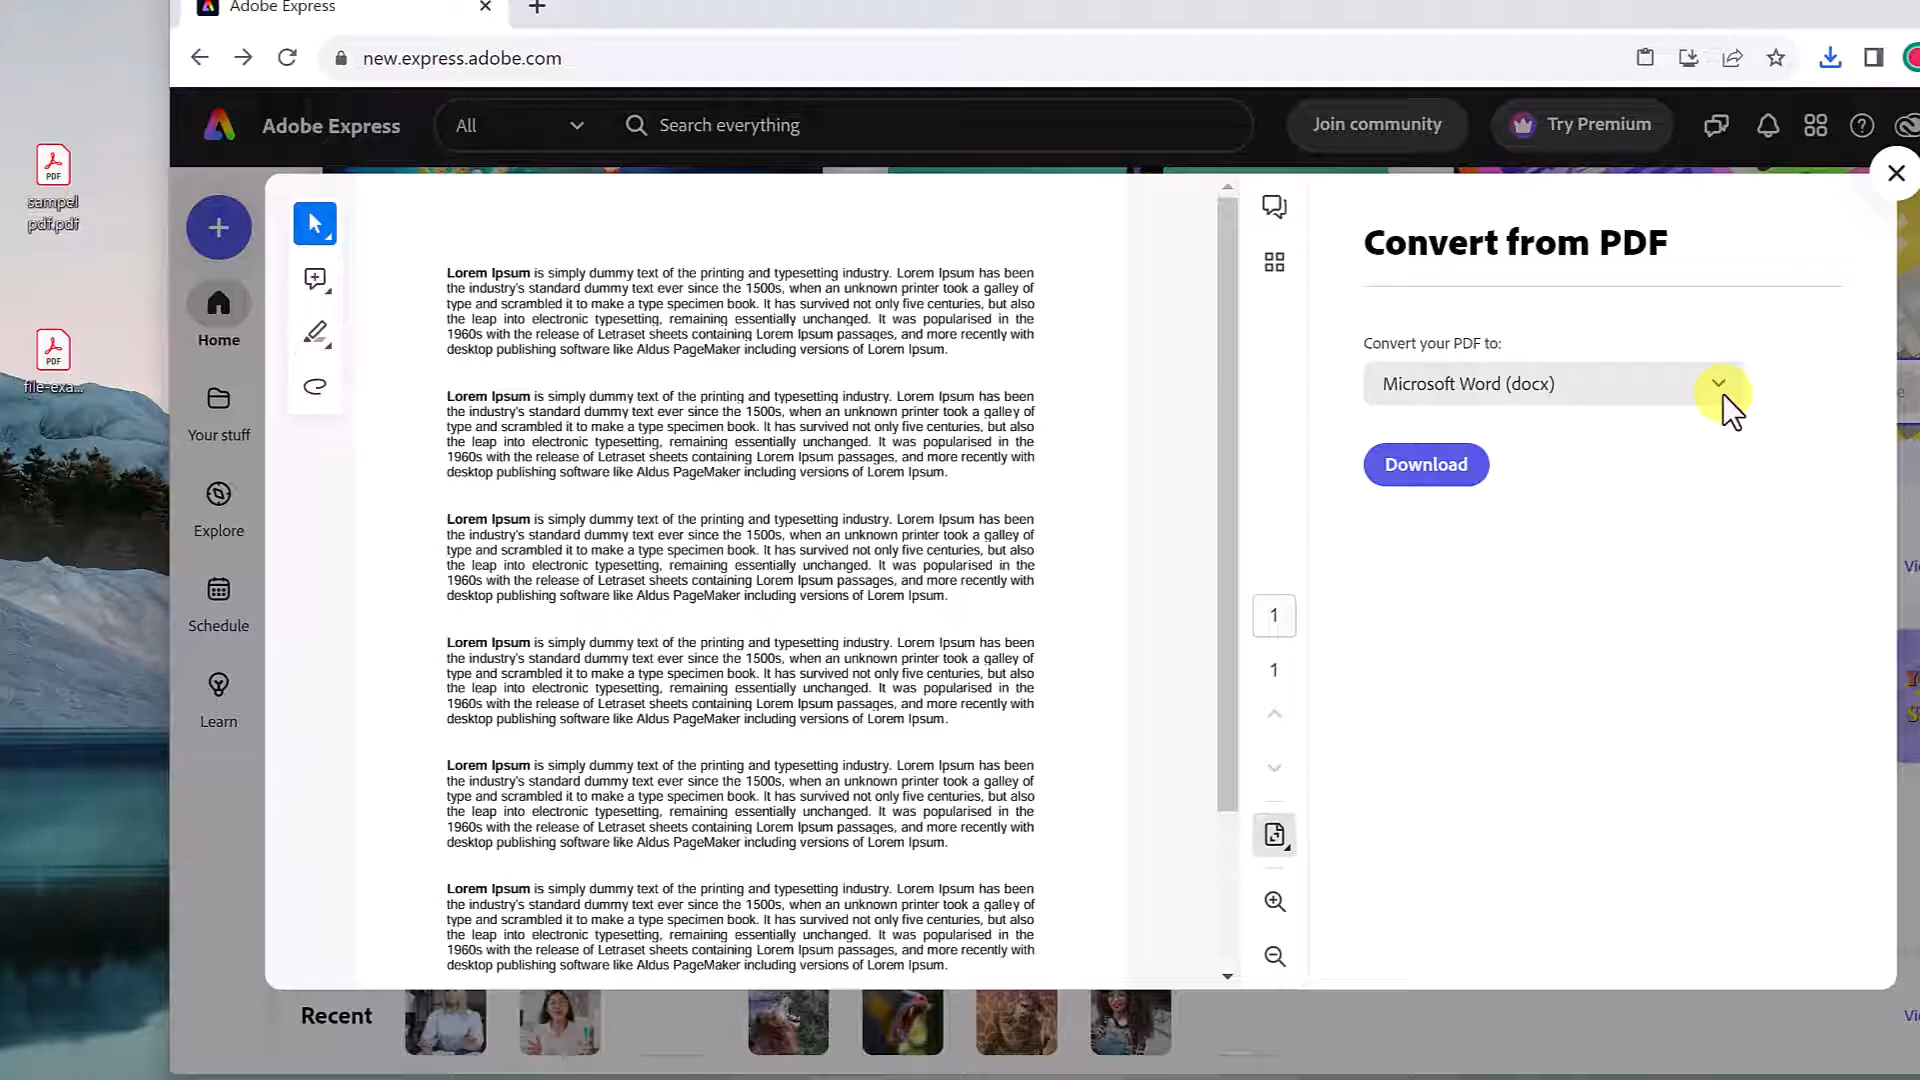 Adobe Express
new.express.adobe.com
Adobe Express
All
Search everything
Join community
Try Premium
PDF
sampel
pdf.pdf
PDF
file-exa...
Home
Your stuff
Explore
Schedule
Learn
Lorem Ipsum is simply dummy text of the printing and typesetting industry. Lorem Ipsum has been
the industry's standard dummy text ever since the 1500s, when an unknown printer took a galley of
type and scrambled it to make a type specimen book. It has survived not only five centuries, but also
the leap into electronic typesetting, remaining essentially unchanged. It was popularised in the
1960s with the release of Letraset sheets containing Lorem Ipsum passages, and more recently with
desktop publishing software like Aldus PageMaker including versions of Lorem Ipsum.
Lorem Ipsum is simply dummy text of the printing and typesetting industry. Lorem Ipsum has been
the industry's standard dummy text ever since the 1500s, when an unknown printer took a galley of
type and scrambled it to make a type specimen book. It has survived not only five centuries, but also
the leap into electronic typesetting, remaining essentially unchanged. It was popularised in the
1960s with the release of Letraset sheets containing Lorem Ipsum passages, and more recently with
desktop publishing software like Aldus PageMaker including versions of Lorem Ipsum.
Lorem Ipsum is simply dummy text of the printing and typesetting industry. Lorem Ipsum has been
the industry's standard dummy text ever since the 1500s, when an unknown printer took a galley of
type and scrambled it to make a type specimen book. It has survived not only five centuries, but also
the leap into electronic typesetting, remaining essentially unchanged. It was popularised in the
1960s with the release of Letraset sheets containing Lorem Ipsum passages, and more recently with
desktop publishing software like Aldus PageMaker including versions of Lorem Ipsum.
Lorem Ipsum is simply dummy text of the printing and typesetting industry. Lorem Ipsum has been
the industry's standard dummy text ever since the 1500s, when an unknown printer took a galley of
type and scrambled it to make a type specimen book. It has survived not only five centuries, but also
the leap into electronic typesetting, remaining essentially unchanged. It was popularised in the
1960s with the release of Letraset sheets containing Lorem Ipsum passages, and more recently with
desktop publishing software like Aldus PageMaker including versions of Lorem Ipsum.
Lorem Ipsum is simply dummy text of the printing and typesetting industry. Lorem Ipsum has been
the industry's standard dummy text ever since the 1500s, when an unknown printer took a galley of
type and scrambled it to make a type specimen book. It has survived not only five centuries, but also
the leap into electronic typesetting, remaining essentially unchanged. It was popularised in the
1960s with the release of Letraset sheets containing Lorem Ipsum passages, and more recently with
desktop publishing software like Aldus PageMaker including versions of Lorem Ipsum.
Lorem Ipsum is simply dummy text of the printing and typesetting industry. Lorem Ipsum has been
the industry's standard dummy text ever since the 1500s, when an unknown printer took a galley of
type and scrambled it to make a type specimen book. It has survived not only five centuries, but also
the leap into electronic typesetting, remaining essentially unchanged. It was popularised in the
1960s with the release of Letraset sheets containing Lorem Ipsum passages, and more recently with
desktop publishing software like Aldus PageMaker including versions of Lorem Ipsum.
1
1
Convert from PDF
Convert your PDF to:
Microsoft Word (docx)
Download
Recent